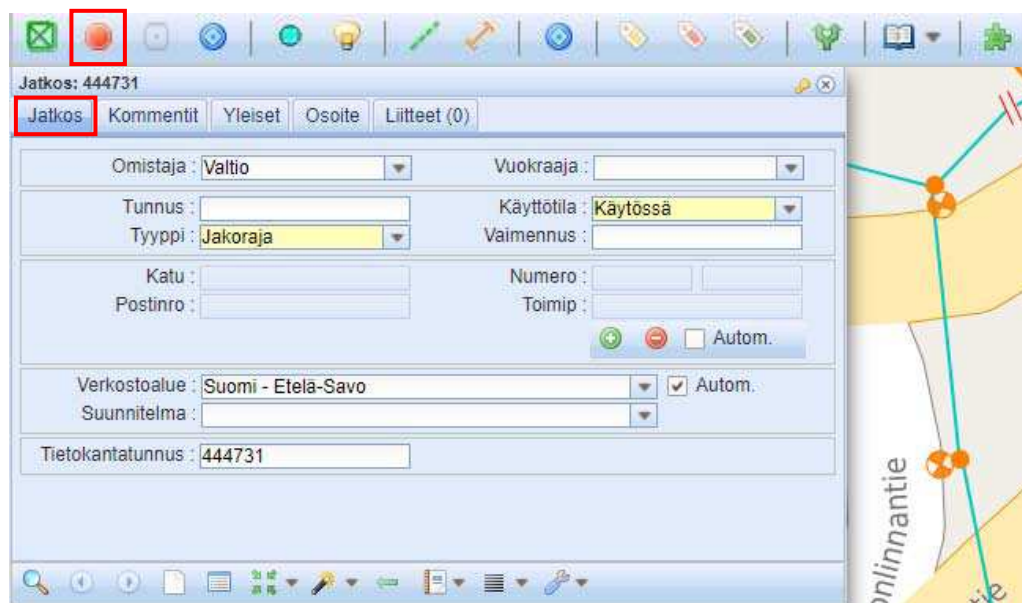 Jatkos: 444731
Jatkos Kommentit Yleiset Osoite Liitteet (0)
Omistaja : Valtio Vuokraaja :
Tunnus : Käyttötila : Käytössä
Tyyppi : Jakoraja Vaimennus :
Katu : Numero :
Postinro : Toimip :
Autom.
Verkostoalue : Suomi - Etelä-Savo Autom.
Suunnitelma :
Tietokantatunnus : 444731
onlinnantie
tie